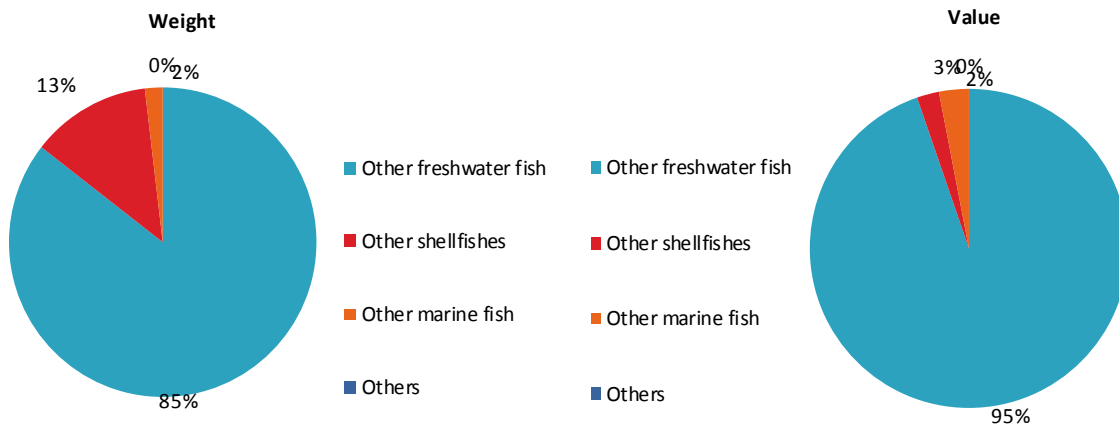 Weight
0%
2%
13%
Other freshwater fish
Other shellfishes
Other marine fish
Others
85%
Value
0%
3%
2%
Other freshwater fish
Other shellfishes
Other marine fish
Others
95%